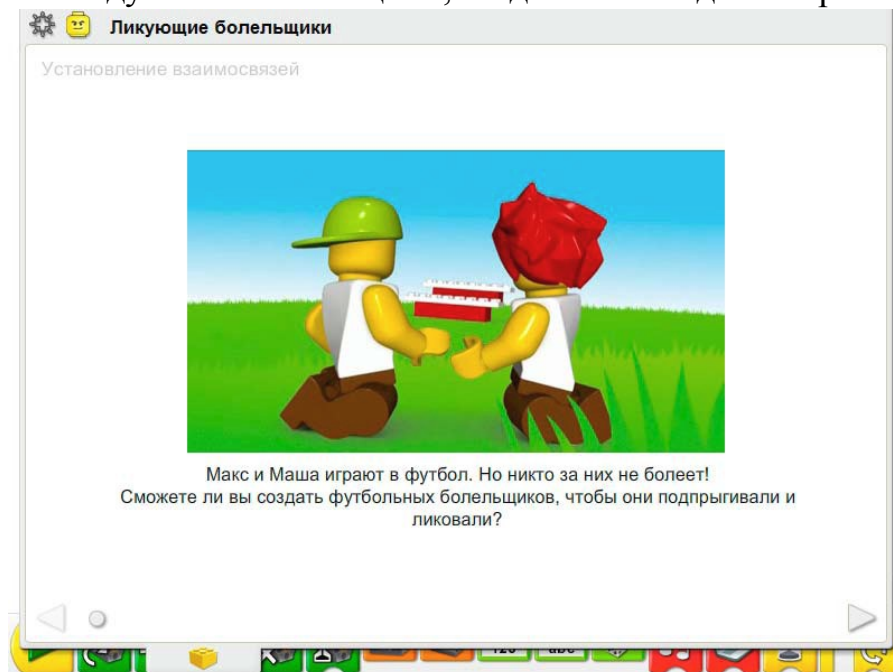 Ликующие болельщики
Установление взаимосвязей
Макс и Маша играют в футбол. Но никто за них не болеет!
Сможете ли вы создать футбольных болельщиков, чтобы они подпрыгивали и
ликовали?